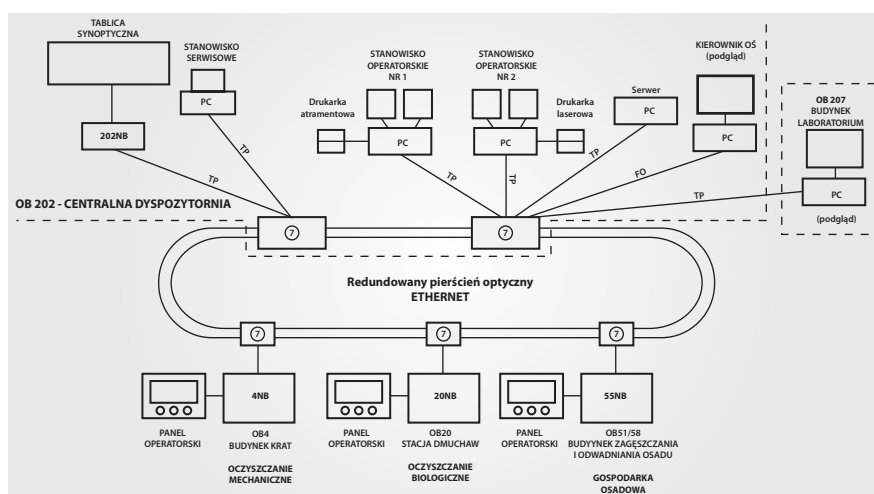 TABLICA
SYNOPTYCZNA
STANOWISKO
SERWISOWE
STANOWISKO
OPERATORSKIE
NR 1
STANOWISKO
OPERATORSKIE
NR 2
KIEROWNIK OŚ
(podgląd)
Serwer
Drukarka
atramentowa
Drukarka
laserowa
OB 207
BUDYNEK
LABORATORIUM
PC
202NB
PC
PC
PC
PC
PC
(podgląd)
TP
TP
TP
TP
TP
FO
TP
OB 202 - CENTRALNA DYSPOZYTORNIA
7
7
Redundowany pierścień optyczny
ETHERNET
7
7
7
4NB
20NB
55NB
PANEL
OPERATORSKI
OB4
BUDYNEK KRAT
PANEL
OPERATORSKI
OB20
STACJA DMUCHAW
PANEL
OPERATORSKI
OB51/58
BUDYYNEK ZAGĘSZCZANIA
I ODWADNIANIA OSADU
OCZYSZCZANIE
MECHANICZNE
OCZYSZCZANIE
BIOLOGICZNE
GOSPODARKA
OSADOWA